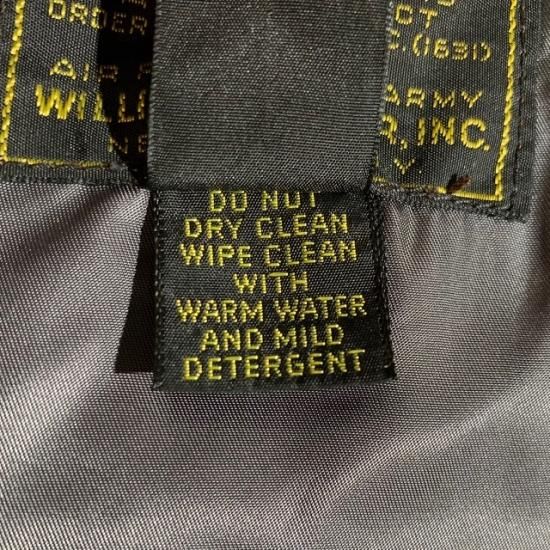 ORDER
CT
C. (1631)
AIR
ARMY
WILL
, INC.
DO NOT
DRY CLEAN
WIPE CLEAN
WITH
WARM WATER
AND MILD
DETERGENT